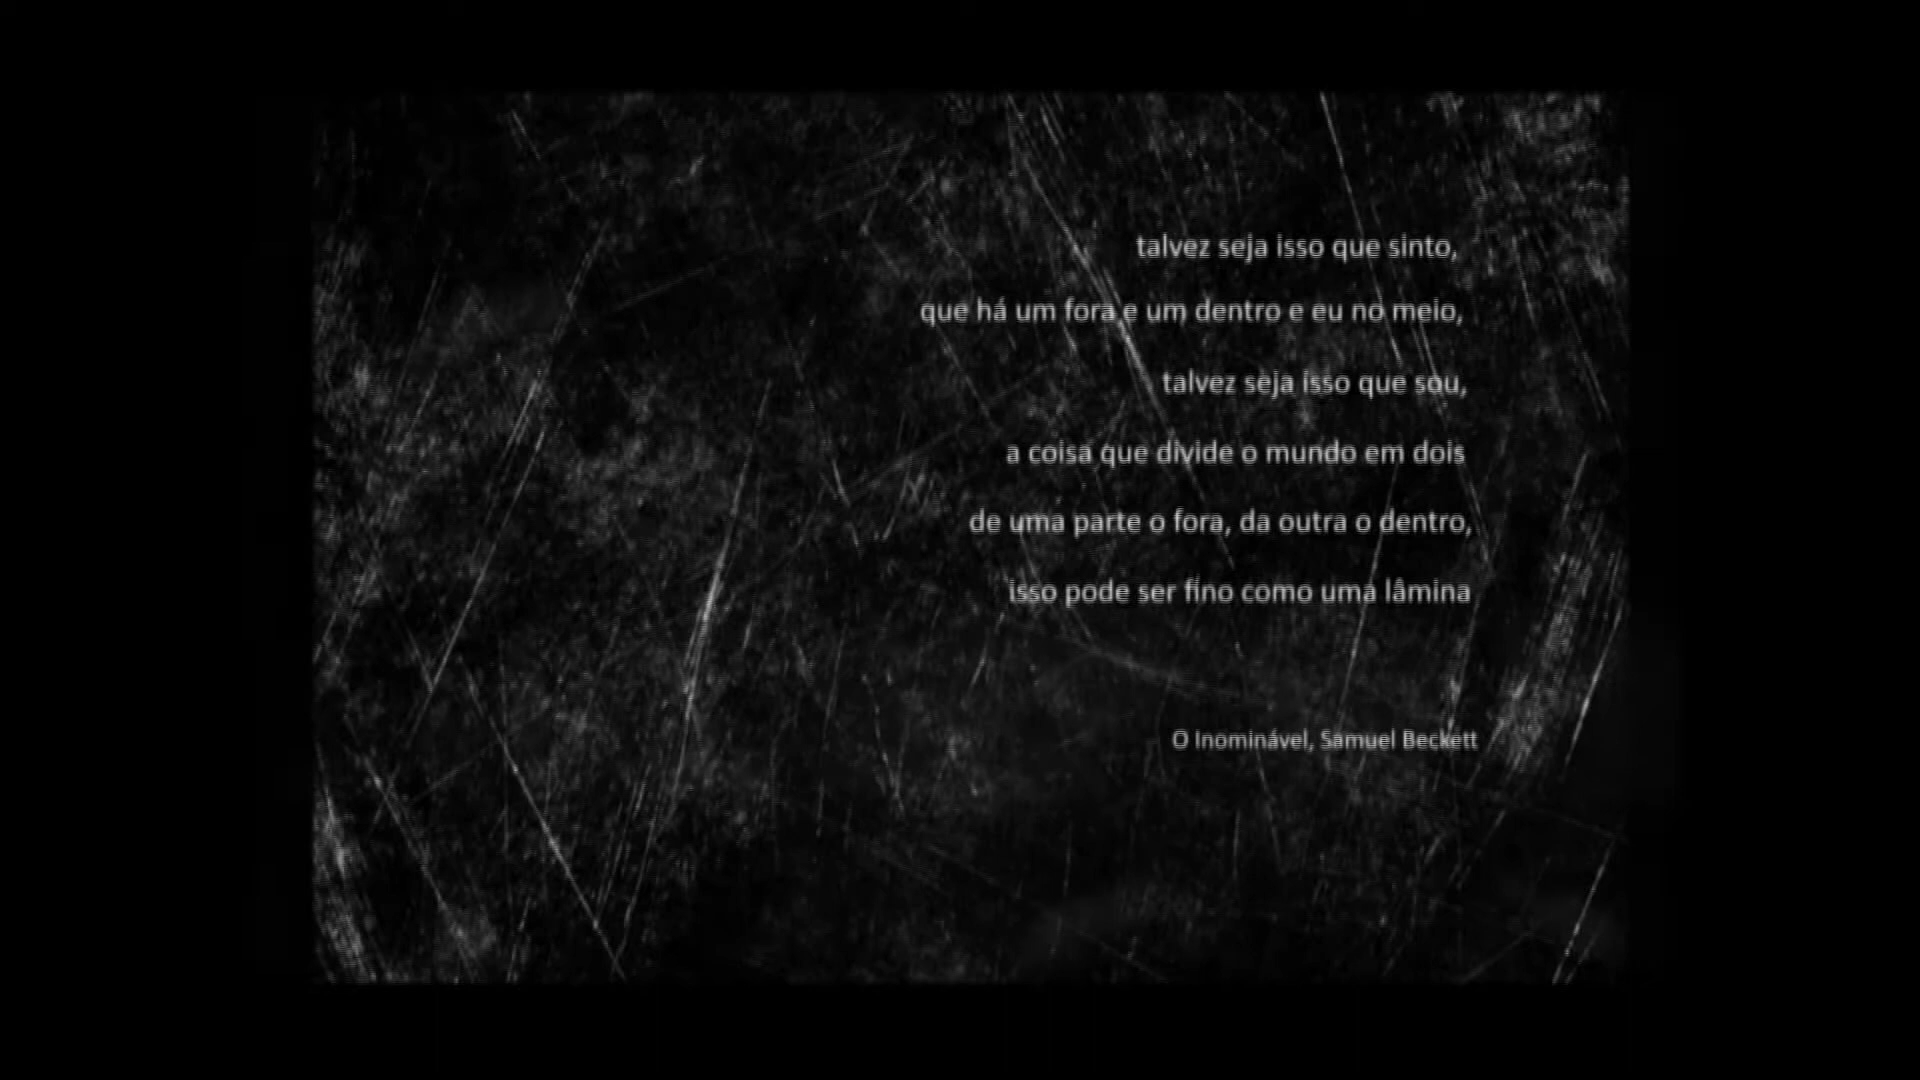 talvez seja isso que sinto,
que há um fora e um dentro e eu no meio,
talvez seja isso que sou,
a coisa que divide o mundo em dois
de uma parte o fora, da outra o dentro,
isso pode ser fino como uma lâmina
O Inominável, Samuel Beckett